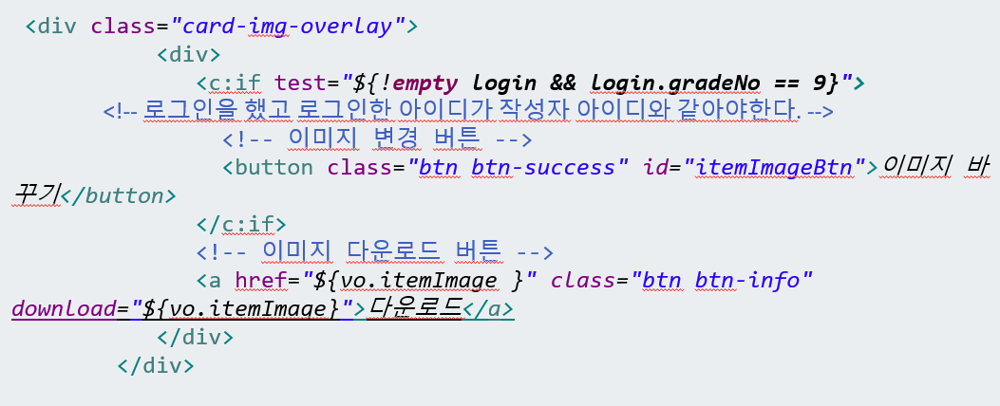 <div class="card-img-overlay">
<div>
<c:if test="${!empty login && login.gradeNo == 9}">
<!-- 로그인을 했고 로그인한 아이디가 작성자 아이디와 같아야한다. -->
<!-- 이미지 변경 버튼 -->
<button class="btn btn-success" id="itemImageBtn">이미지 바
꾸기</button>
</c:if>
<!-- 이미지 다운로드 버튼 -->
<a href="${vo.itemImage }" class="btn btn-info"
download="${vo.itemImage}">다운로드</a>
</div>
</div>